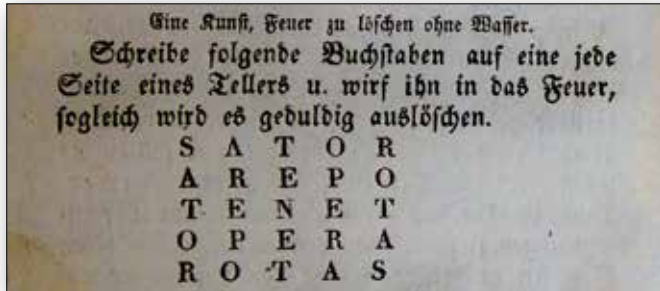 Eine Kunst, Feuer zu löschen ohne Wasser.
Schreibe folgende Buchstaben auf eine jede
Seite eines Tellers u. wirf ihn in das Feuer,
sogleich wird es geduldig auslöschen.
S A T O R
A R E P O
T E N E T
O P E R A
R O T A S